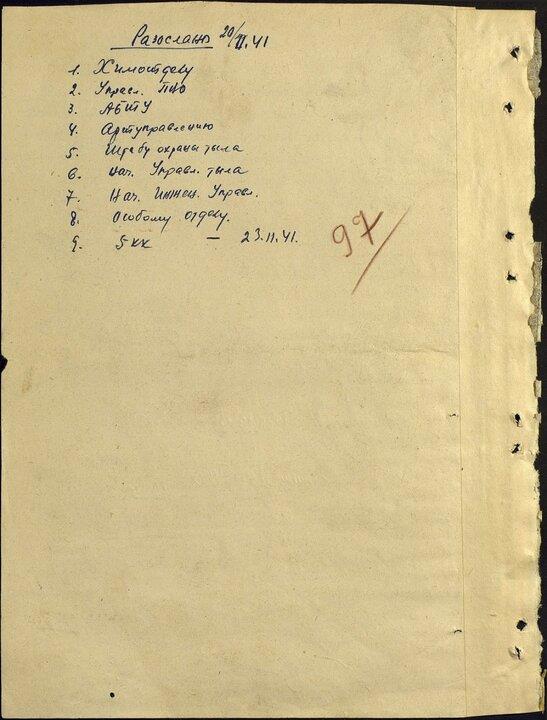 Разослано 20/II.41
1. Химотделу
2. Управл. ПВО
3. АБТУ
4. Артуправлению
5. Штабу охраны тыла
6. Нач. Управл. тыла
7. Нач. Инжен. Управл.
8. Особому отделу.
9. 5 КК – 23.11.41.
97